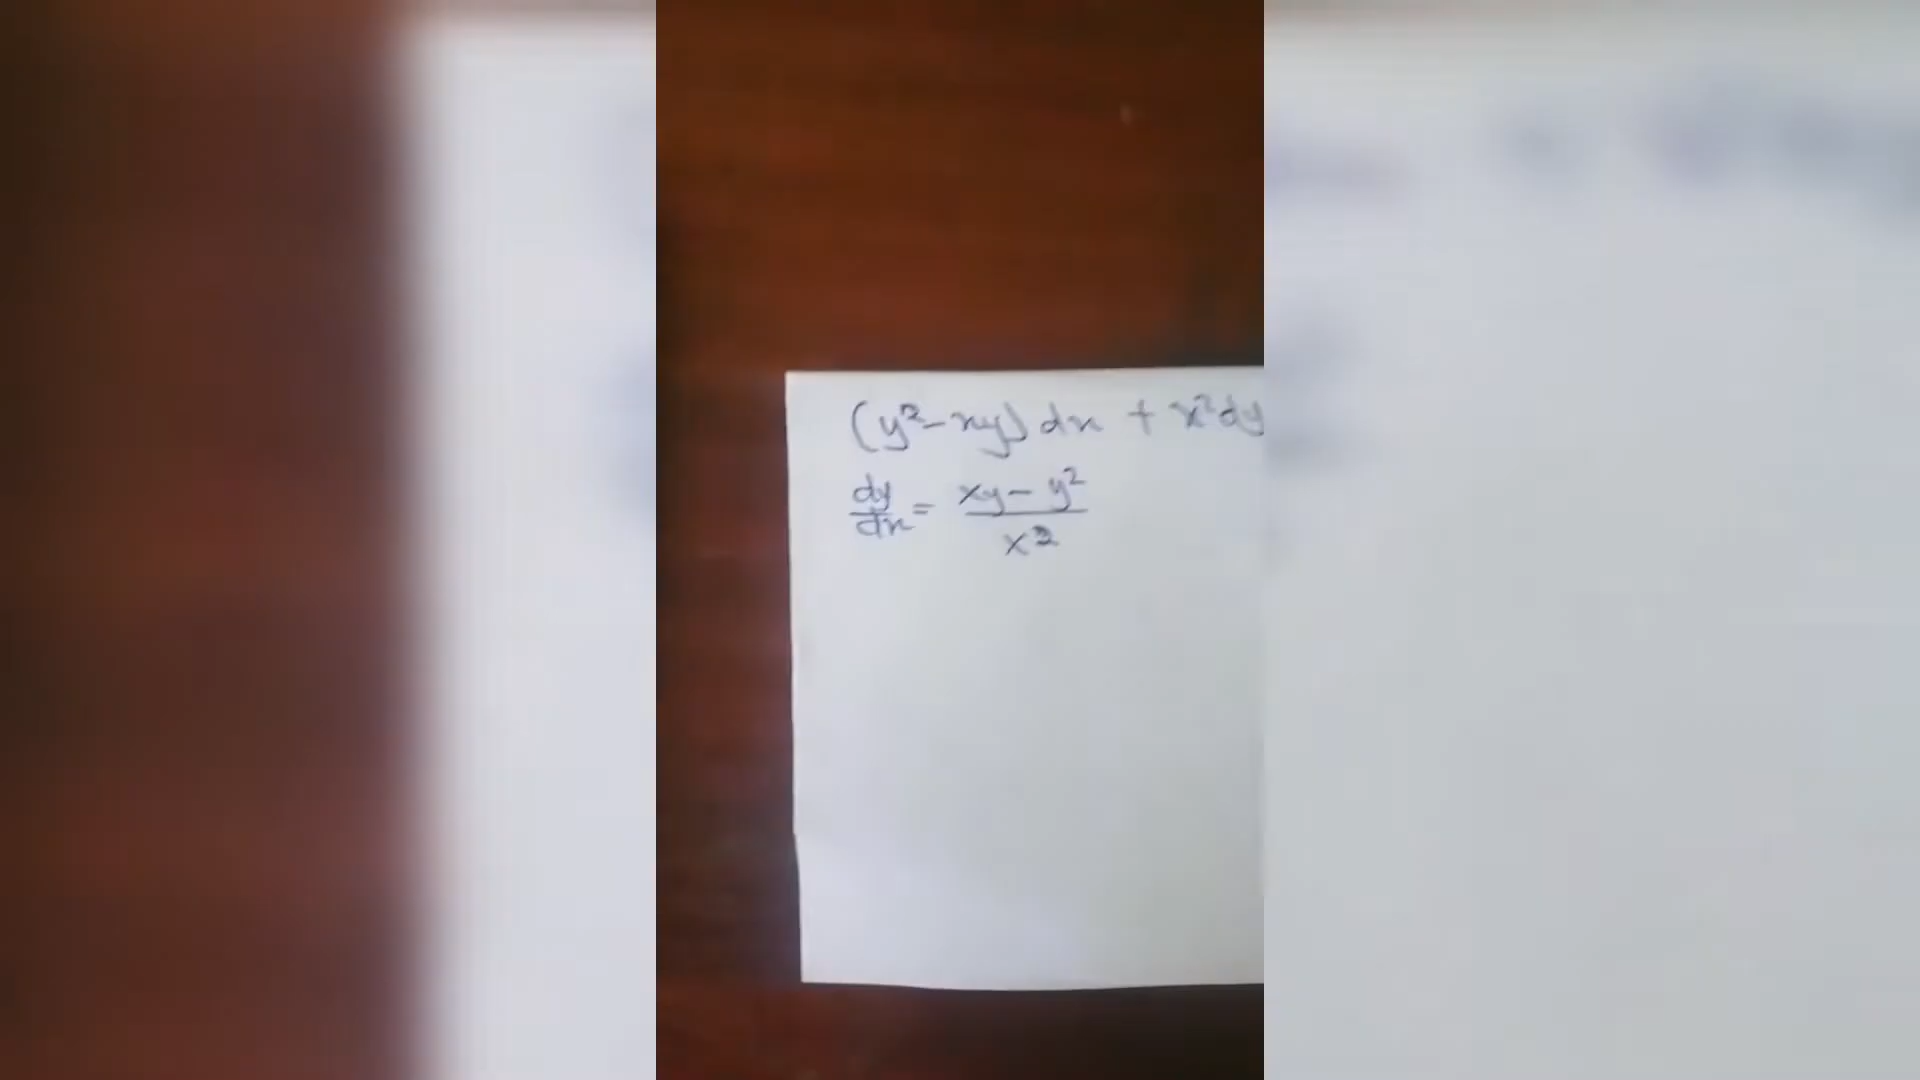 (y²-xy) dx + x²dy
dy/dx = xy - y² / x²